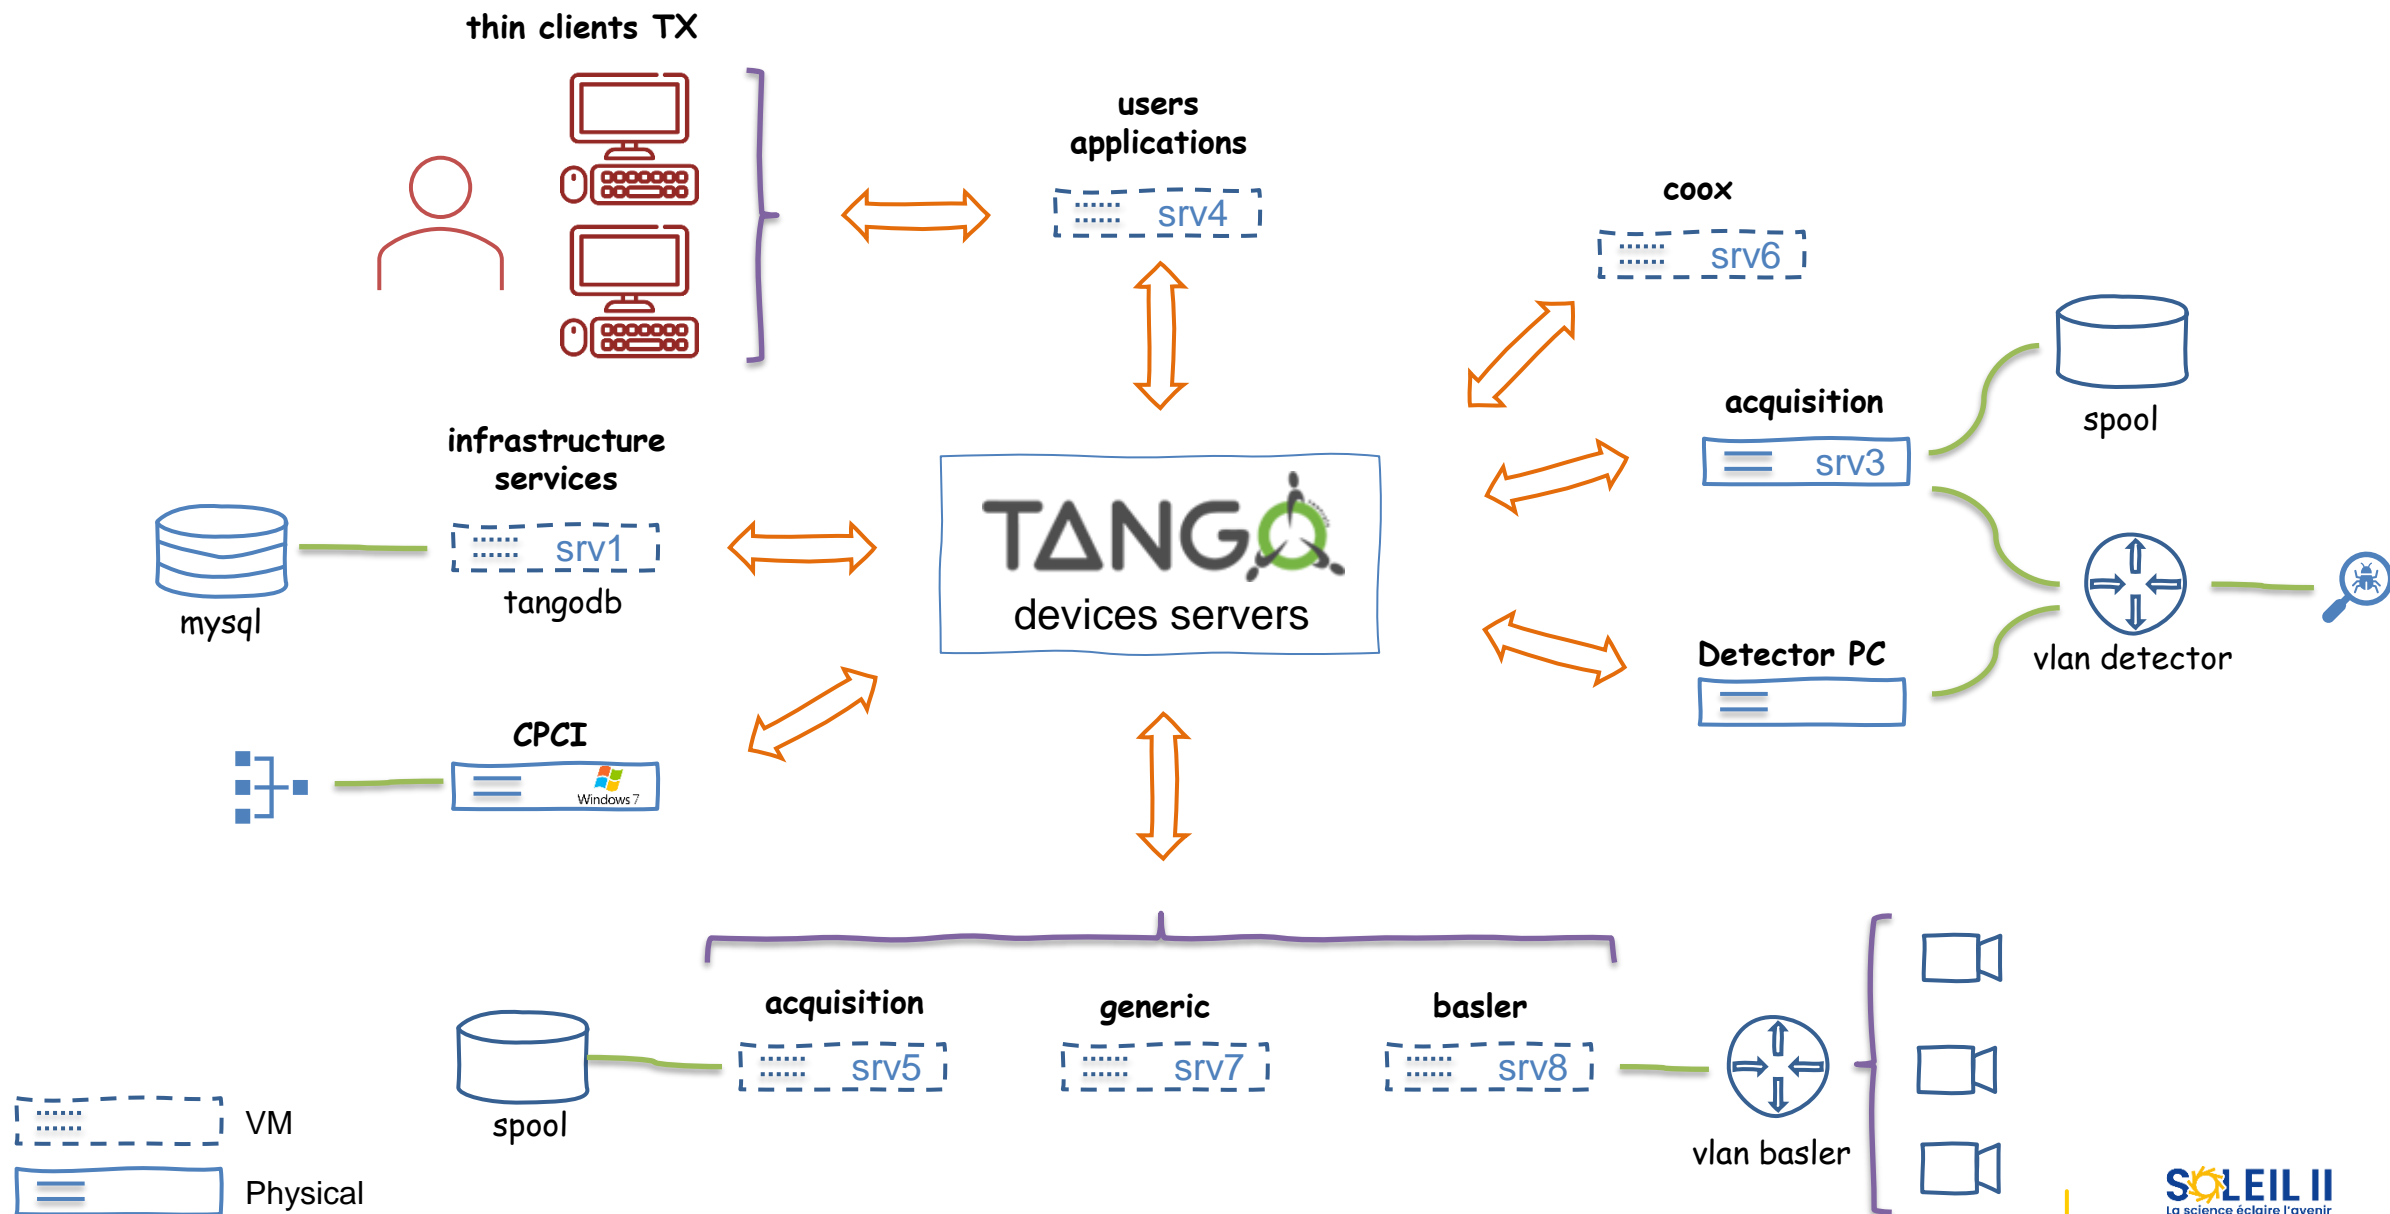 thin clients TX
users
applications
srv4
coox
srv6
spool
acquisition
srv3
infrastructure
services
srv1
tangodb
mysql
TANGO
devices servers
vlan detector
Detector PC
CPCI
Windows 7
acquisition
srv5
spool
generic
srv7
basler
srv8
vlan basler
VM
Physical
SOLEIL II
La science éclaire l'avenir